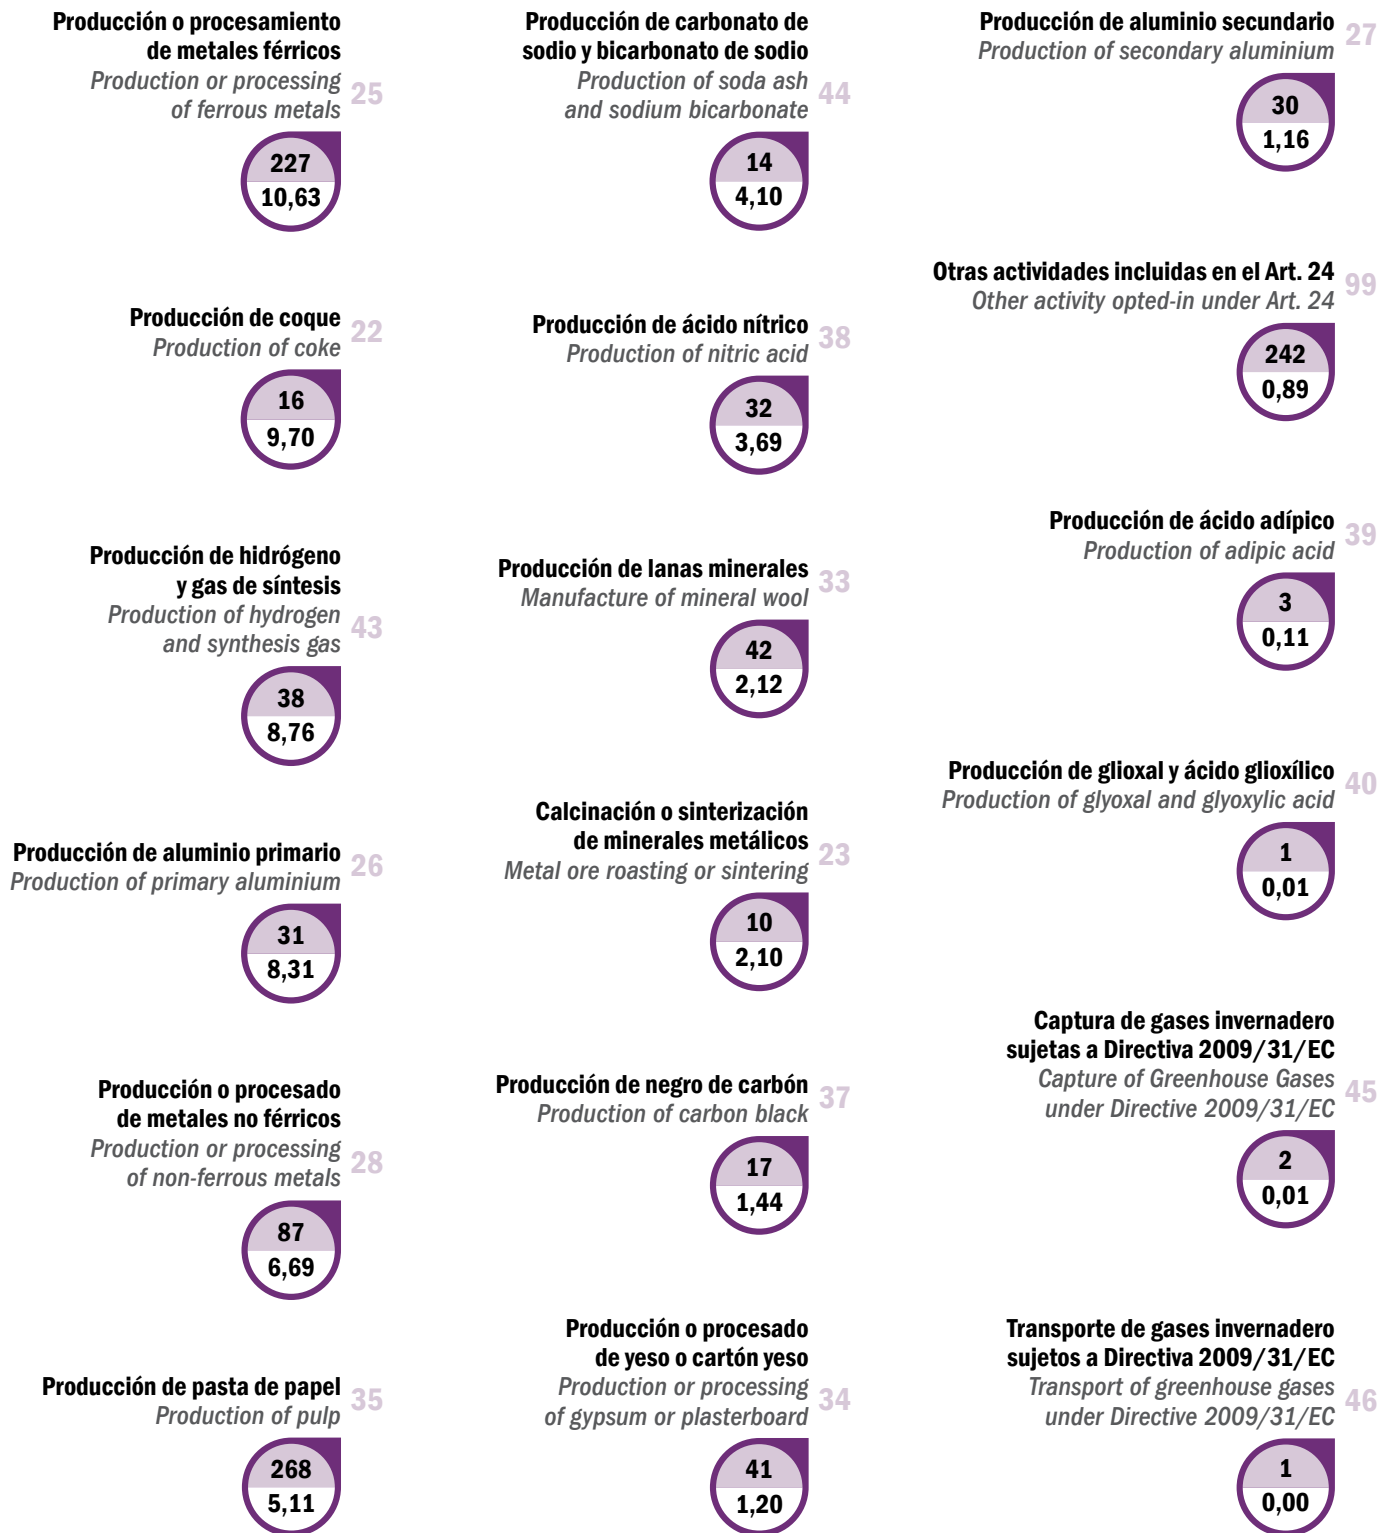 Producción o procesamiento
de metales férricos
Production or processing
of ferrous metals
25
227
10,63
Producción de coque
Production of coke
22
16
9,70
Producción de hidrógeno
y gas de síntesis
Production of hydrogen
and synthesis gas
43
38
8,76
Producción de aluminio primario
Production of primary aluminium
26
31
8,31
Producción o procesado
de metales no férricos
Production or processing
of non-ferrous metals
28
87
6,69
Producción de pasta de papel
Production of pulp
35
268
5,11
Producción de carbonato de
sodio y bicarbonato de sodio
Production of soda ash
and sodium bicarbonate
44
14
4,10
Producción de ácido nítrico
Production of nitric acid
38
32
3,69
Producción de lanas minerales
Manufacture of mineral wool
33
42
2,12
Calcinación o sinterización
de minerales metálicos
Metal ore roasting or sintering
23
10
2,10
Producción de negro de carbón
Production of carbon black
37
17
1,44
Producción o procesado
de yeso o cartón yeso
Production or processing
of gypsum or plasterboard
34
41
1,20
Producción de aluminio secundario
Production of secondary aluminium
27
30
1,16
Otras actividades incluidas en el Art. 24
Other activity opted-in under Art. 24
99
242
0,89
Producción de ácido adípico
Production of adipic acid
39
3
0,11
Producción de glioxal y ácido glioxílico
Production of glyoxal and glyoxylic acid
40
1
0,01
Captura de gases invernadero
sujetas a Directiva 2009/31/EC
Capture of Greenhouse Gases
under Directive 2009/31/EC
45
2
0,01
Transporte de gases invernadero
sujetos a Directiva 2009/31/EC
Transport of greenhouse gases
under Directive 2009/31/EC
46
1
0,00